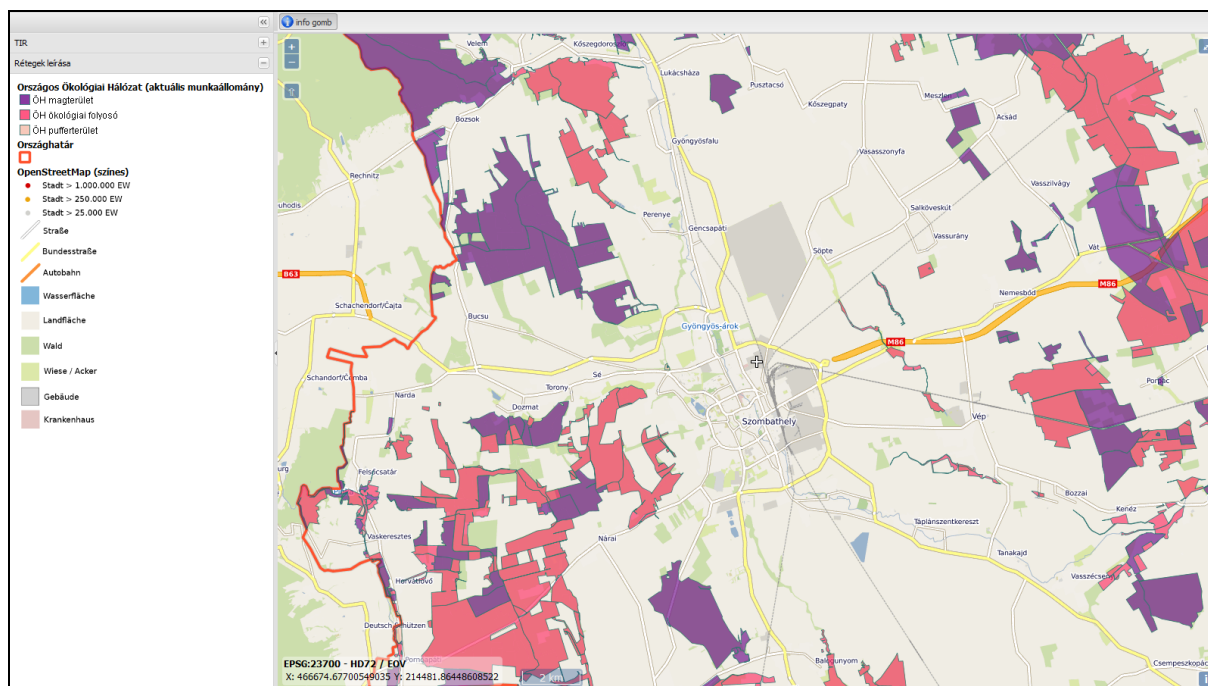 info gomb
TIR
Rétegek leírása
Országos Ökológiai Hálózat (aktuális munkaállomány)
ÖH magterület
ÖH ökológiai folyosó
ÖH pufferterület
Országhatár
OpenStreetMap (színes)
Stadt > 1.000.000 EW
Stadt > 250.000 EW
Stadt > 25.000 EW
Straße
Bundesstraße
Autobahn
Wasserfläche
Landfläche
Wald
Wiese / Acker
Gebäude
Krankenhaus
Velem
Kőszegdoroszló
Lukácsháza
Pusztacsó
Kőszegpaty
Meszlen
Acsád
Bozsok
Gyöngyösfalu
Vasasszonyfa
Rechnitz
Vasszilvágy
Perenye
Salköveskút
Gencsapáti
Vassurány
Söpte
Vát
B63
M86
Nemesbőd
Schachendorf/Čajta
Bucsu
Gyöngyös-árok
M86
Schandorf/Čemba
Sé
Torony
Narda
Dozmat
Szombathely
Vép
Felsőcsatár
Bozzai
Kenéz
Táplánszentkereszt
Vaskeresztes
Nárai
Tanakajd
Horvátlövő
Vasszécseny
Deutsch Schützen
Balogunyom
Csempeszkopács
EPSG:23700 - HD72 / EOV
X: 466674.67700549035 Y: 214481.86448608522
2 km